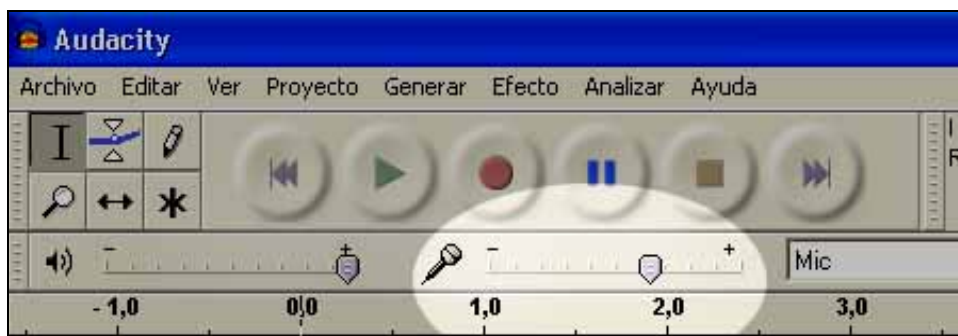 Audacity
Archivo Editar Ver Proyecto Generar Efecto Analizar Ayuda
R
- + - + Mic
- 1,0 0,0 1,0 2,0 3,0